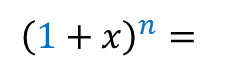 (1 + x)ⁿ =